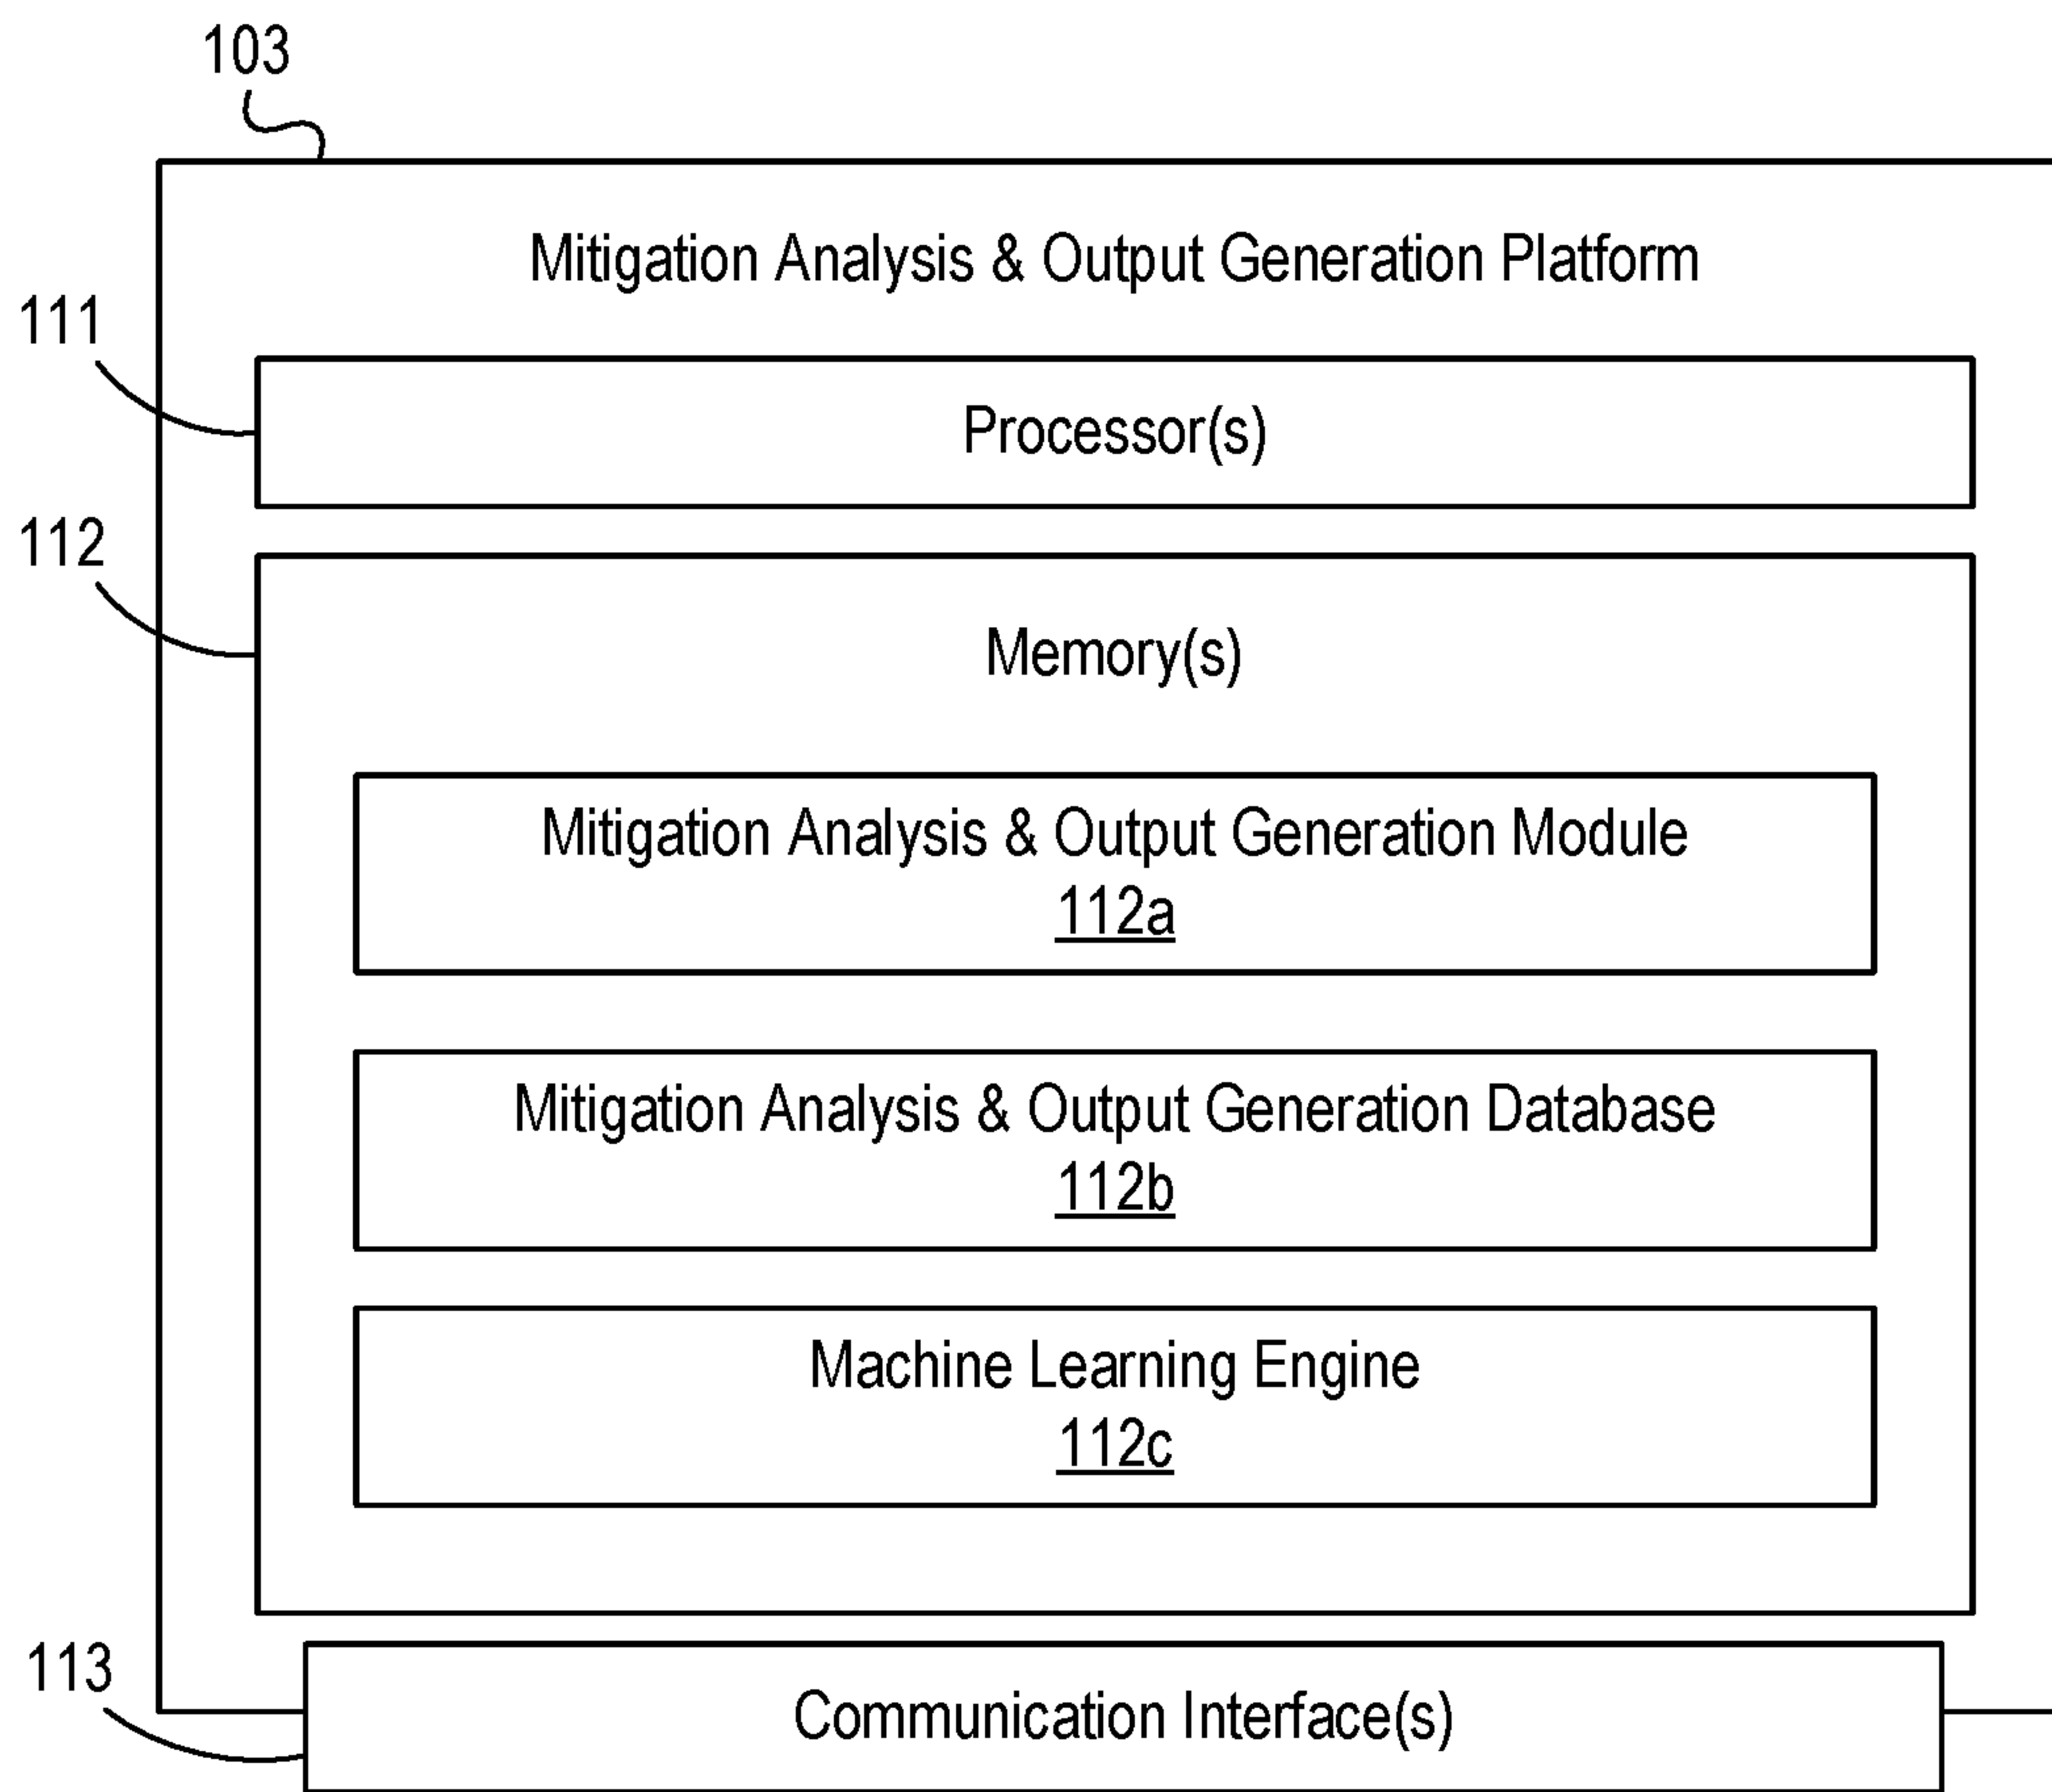 103
Mitigation Analysis & Output Generation Platform
111
Processor(s)
112
Memory(s)
Mitigation Analysis & Output Generation Module
112a
Mitigation Analysis & Output Generation Database
112b
Machine Learning Engine
112c
113
Communication Interface(s)